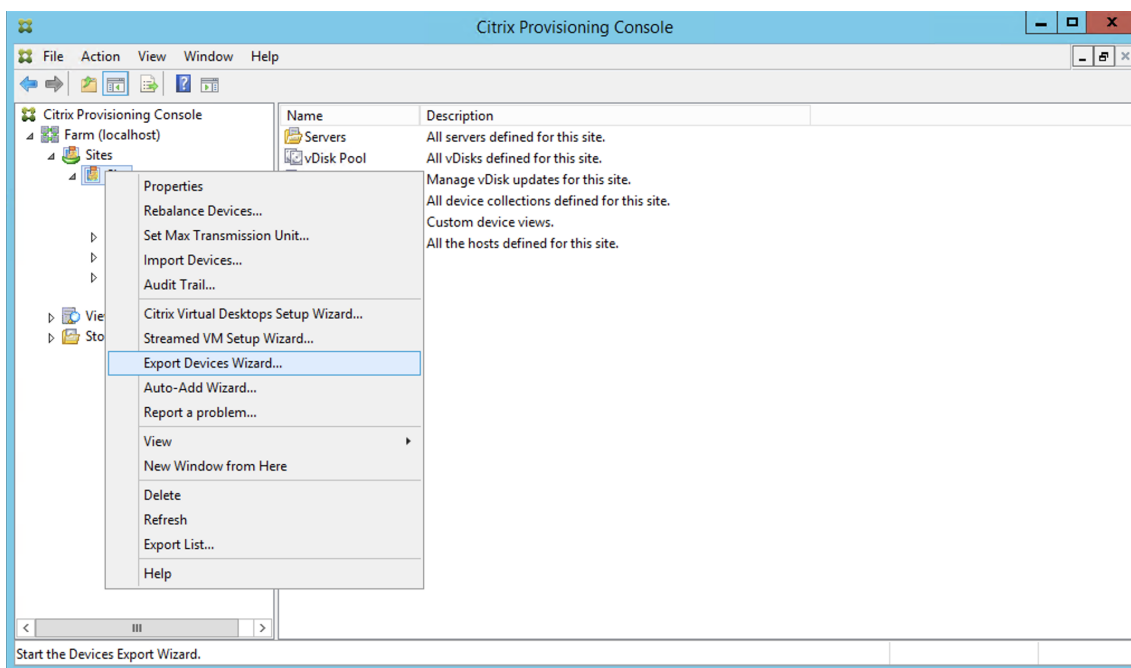 Citrix Provisioning Console
File Action View Window Help
Citrix Provisioning Console
Farm (localhost)
Sites
Name Description
Servers All servers defined for this site.
vDisk Pool All vDisks defined for this site.
Manage vDisk updates for this site.
All device collections defined for this site.
Custom device views.
All the hosts defined for this site.
Properties
Rebalance Devices...
Set Max Transmission Unit...
Import Devices...
Audit Trail...
Citrix Virtual Desktops Setup Wizard...
Streamed VM Setup Wizard...
Export Devices Wizard...
Auto-Add Wizard...
Report a problem...
View
New Window from Here
Delete
Refresh
Export List...
Help
Vie
Sto
Start the Devices Export Wizard.